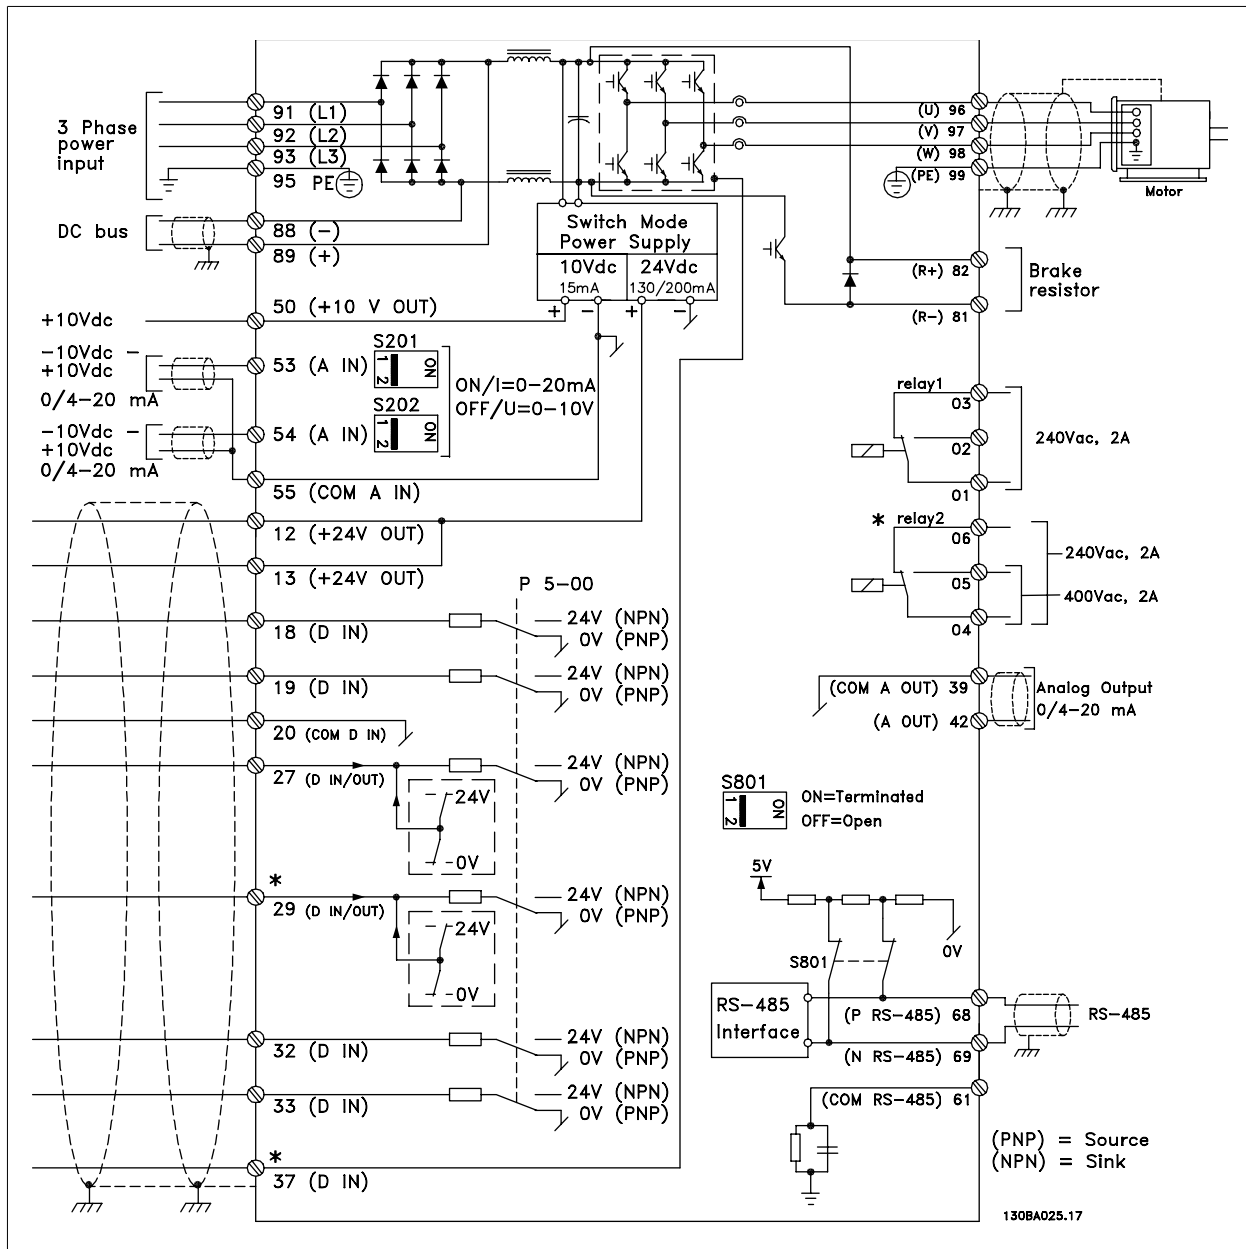 3 Phase
power
input
91 (L1)
92 (L2)
93 (L3)
95 PE
DC bus
88 (-)
89 (+)
Switch Mode
Power Supply
10Vdc
15mA
24Vdc
130/200mA
+ - + -
+10Vdc
50 (+10 V OUT)
-10Vdc -
+10Vdc
0/4-20 mA
53 (A IN)
S201
1 2
ON
-10Vdc -
+10Vdc
0/4-20 mA
54 (A IN)
S202
1 2
ON
ON/I=0-20mA
OFF/U=0-10V
55 (COM A IN)
12 (+24V OUT)
13 (+24V OUT)
P 5-00
18 (D IN)
24V (NPN)
0V (PNP)
19 (D IN)
24V (NPN)
0V (PNP)
20 (COM D IN)
27 (D IN/OUT)
24V (NPN)
0V (PNP)
24V
0V
*
29 (D IN/OUT)
24V (NPN)
0V (PNP)
24V
0V
32 (D IN)
24V (NPN)
0V (PNP)
33 (D IN)
24V (NPN)
0V (PNP)
*
37 (D IN)
(U) 96
(V) 97
(W) 98
(PE) 99
Motor
(R+) 82
(R-) 81
Brake
resistor
relay1
03
02
01
240Vac, 2A
* relay2
06
05
04
240Vac, 2A
400Vac, 2A
(COM A OUT) 39
(A OUT) 42
Analog Output
0/4-20 mA
S801
1 2
ON
ON=Terminated
OFF=Open
5V
0V
S801
RS-485
Interface
(P RS-485) 68
(N RS-485) 69
RS-485
(COM RS-485) 61
(PNP) = Source
(NPN) = Sink
130BA025.17